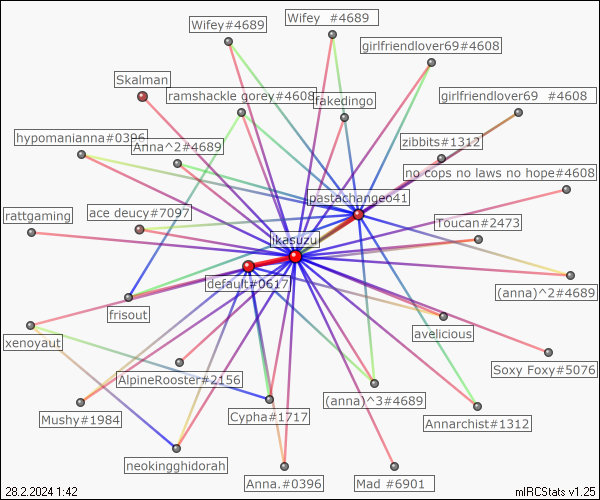 Wifey#4689
Wifey  #4689
girlfriendlover69#4608
Skalman
ramshackle gorey#4608
fakedingo
girlfriendlover69  #4608
hypomanianna#0396
Anna^2#4689
zibbits#1312
no cops no laws no hope#4608
pastachangeo41
rattgaming
ace deucy#7097
Toucan#2473
ikasuzu
default#0617
(anna)^2#4689
frisout
avelicious
xenoyaut
Soxy Foxy#5076
AlpineRooster#2156
(anna)^3#4689
Mushy#1984
Cypha#1717
Annarchist#1312
neokingghidorah
Anna.#0396
Mad #6901
28.2.2024 1:42
mIRCStats v1.25